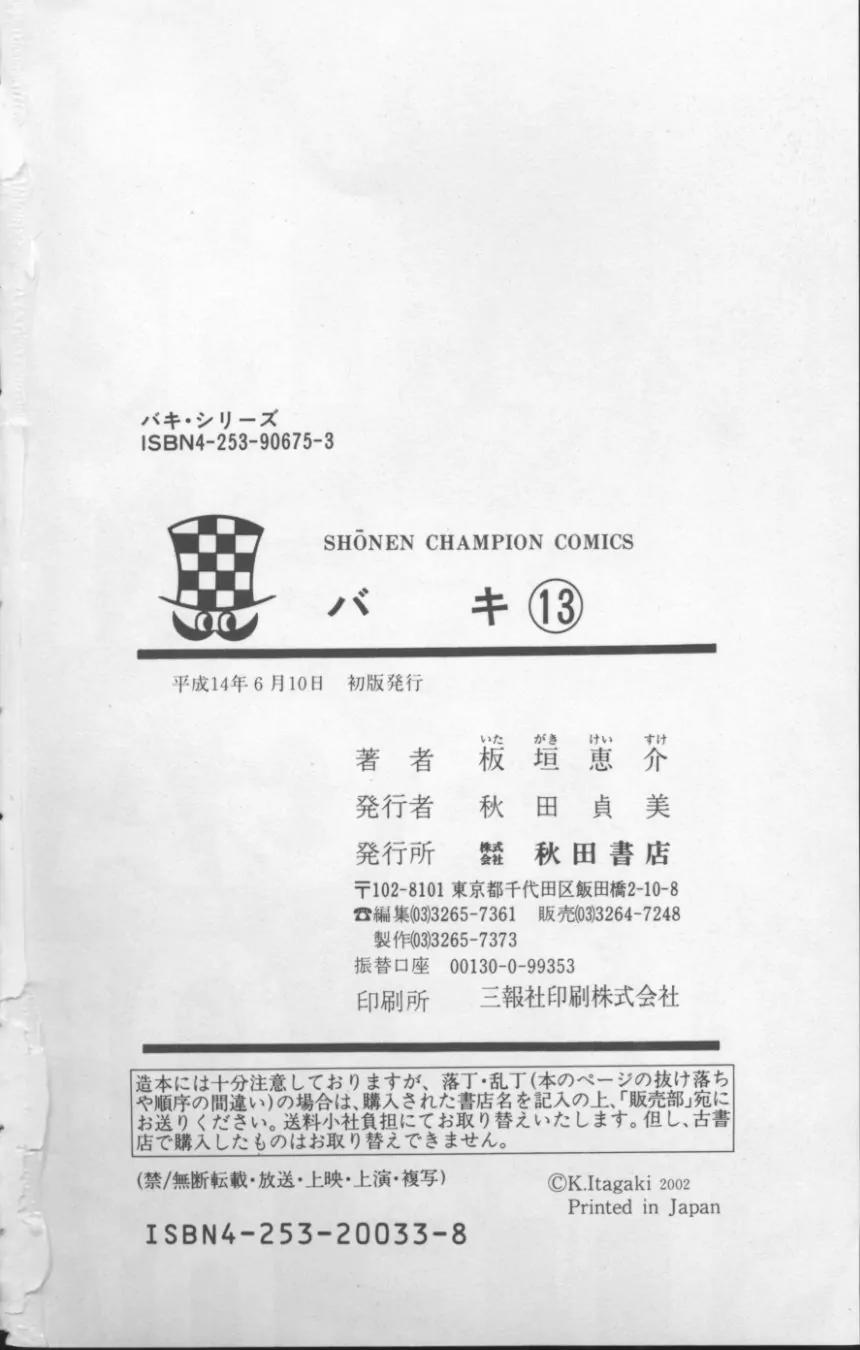 バキ・シリーズ
ISBN4-253-90675-3
SHŌNEN CHAMPION COMICS
バキ⑬
平成14年6月10日　初版発行
いた　がき　けい　すけ
著者　板垣恵介
発行者　秋田貞美
発行所　株式会社　秋田書店
〒102-8101 東京都千代田区飯田橋2-10-8
☎編集(03)3265-7361　販売(03)3264-7248
製作(03)3265-7373
振替口座　00130-0-99353
印刷所　三報社印刷株式会社
造本には十分注意しておりますが、落丁・乱丁(本のページの抜け落ち
や順序の間違い)の場合は、購入された書店名を記入の上、「販売部」宛に
お送りください。送料小社負担にてお取り替えいたします。但し、古書
店で購入したものはお取り替えできません。
(禁/無断転載・放送・上映・上演・複写)
©K.Itagaki 2002
Printed in Japan
ISBN4-253-20033-8